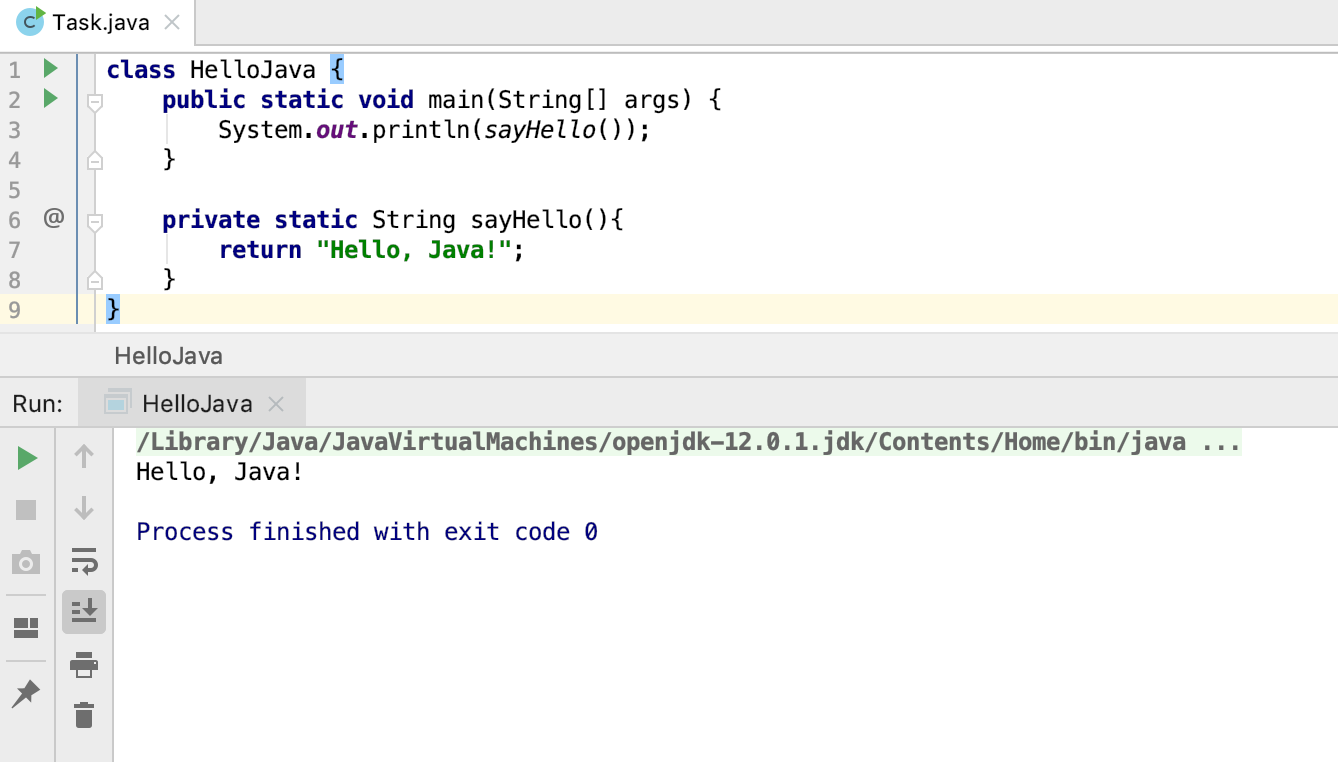 Task.java
1 class HelloJava {
2     public static void main(String[] args) {
3         System.out.println(sayHello());
4     }
5
6 @     private static String sayHello(){
7         return "Hello, Java!";
8     }
9 }
HelloJava
Run: HelloJava
/Library/Java/JavaVirtualMachines/openjdk-12.0.1.jdk/Contents/Home/bin/java ...
Hello, Java!
Process finished with exit code 0